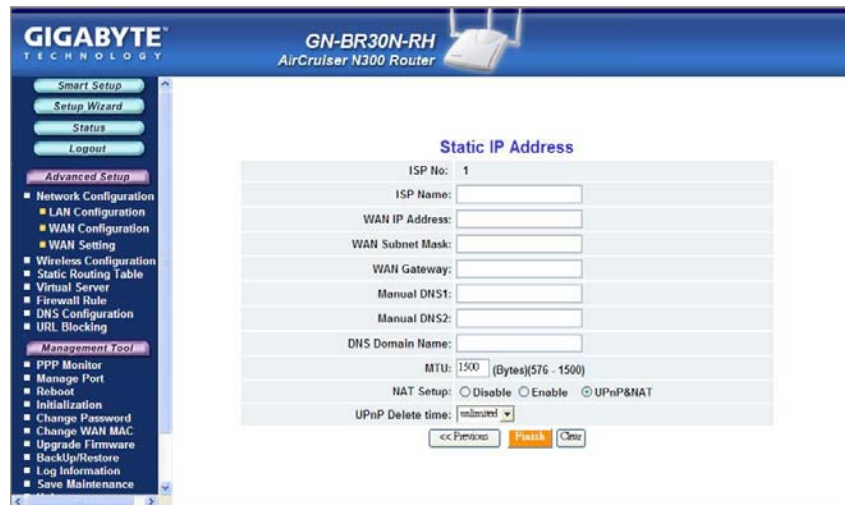 GIGABYTE™
TECHNOLOGY
GN-BR30N-RH
AirCruiser N300 Router
Smart Setup
Setup Wizard
Status
Logout
Advanced Setup
Network Configuration
LAN Configuration
WAN Configuration
WAN Setting
Wireless Configuration
Static Routing Table
Virtual Server
Firewall Rule
DNS Configuration
URL Blocking
Management Tool
PPP Monitor
Manage Port
Reboot
Initialization
Change Password
Change WAN MAC
Upgrade Firmware
BackUp/Restore
Log Information
Save Maintenance
Static IP Address
ISP No: 1
ISP Name:
WAN IP Address:
WAN Subnet Mask:
WAN Gateway:
Manual DNS1:
Manual DNS2:
DNS Domain Name:
MTU: 1500 (Bytes)(576 - 1500)
NAT Setup: Disable Enable UPnP&NAT
UPnP Delete time: unlimited
<< Previous Finish Clear